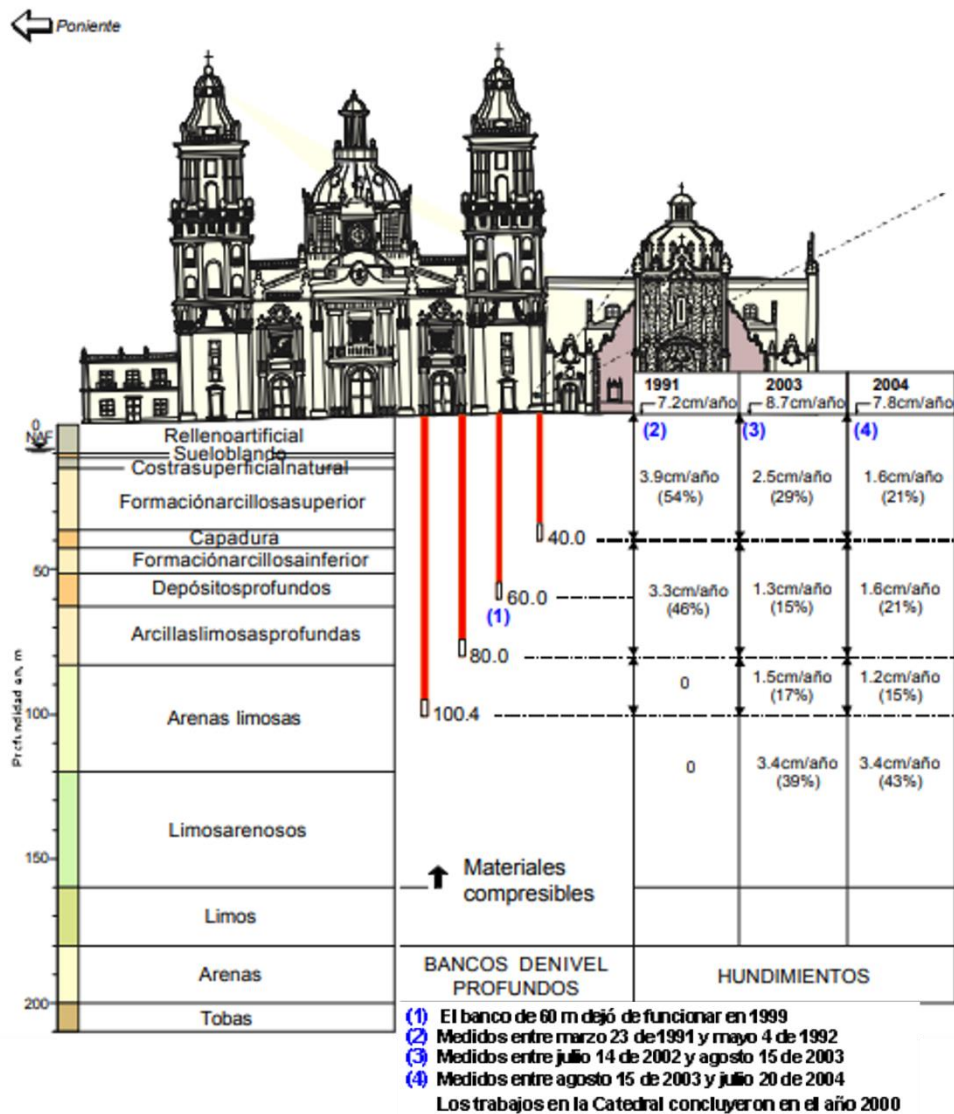 Poniente
1991
2003
2004
7.2cm/año
8.7cm/año
7.8cm/año
(2)
(3)
(4)
0
NAF
Rellenoartificial
Sueloblando
Costrasuperficialnatural
Formaciónarcillosasuperior
3.9cm/año
(54%)
2.5cm/año
(29%)
1.6cm/año
(21%)
Capadura
40.0
Formaciónarcillosainferior
50
Depósitosprofundos
60.0
(1)
3.3cm/año
(46%)
1.3cm/año
(15%)
1.6cm/año
(21%)
Arcillaslimosasprofundas
80.0
0
1.5cm/año
(17%)
1.2cm/año
(15%)
Profundidad en, m
100
Arenas limosas
100.4
0
3.4cm/año
(39%)
3.4cm/año
(43%)
Limosarenosos
150
Materiales
compresibles
Limos
Arenas
BANCOS DENIVEL
PROFUNDOS
HUNDIMIENTOS
200
Tobas
(1) El banco de 60 m dejó de funcionar en 1999
(2) Medidos entre marzo 23 de 1991 y mayo 4 de 1992
(3) Medidos entre julio 14 de 2002 y agosto 15 de 2003
(4) Medidos entre agosto 15 de 2003 y julio 20 de 2004
Los trabajos en la Catedral concluyeron en el año 2000